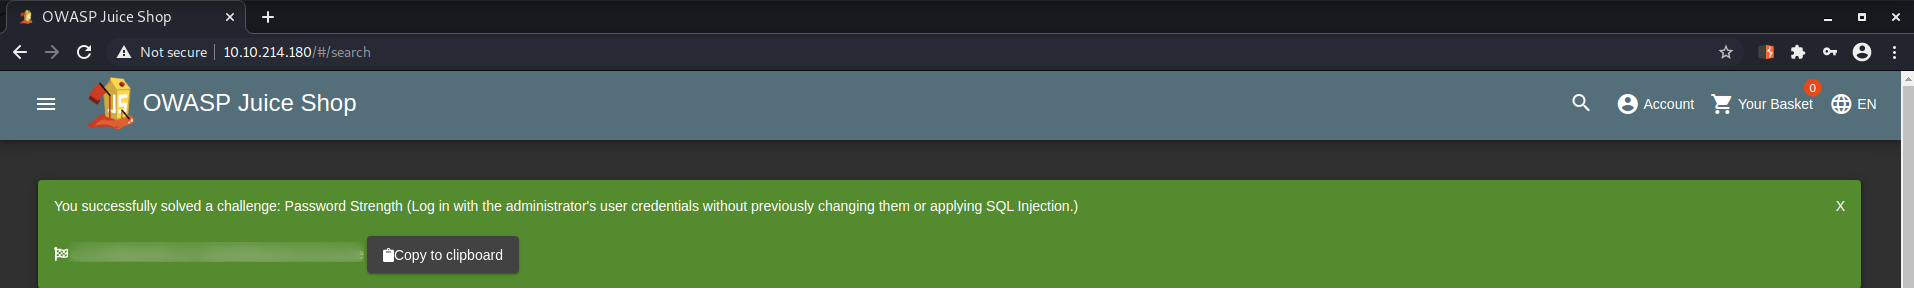 OWASP Juice Shop
Not secure 10.10.214.180/#/search
OWASP Juice Shop
0
Account Your Basket EN
You successfully solved a challenge: Password Strength (Log in with the administrator's user credentials without previously changing them or applying SQL Injection.) X
Copy to clipboard